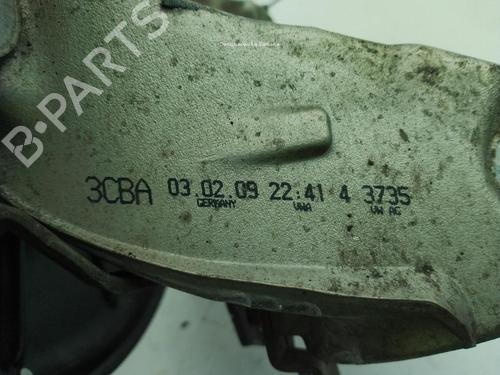 B-PARTS
3CBA 03.02.09 22:41 4 3735
GERMANY VWA VW AG